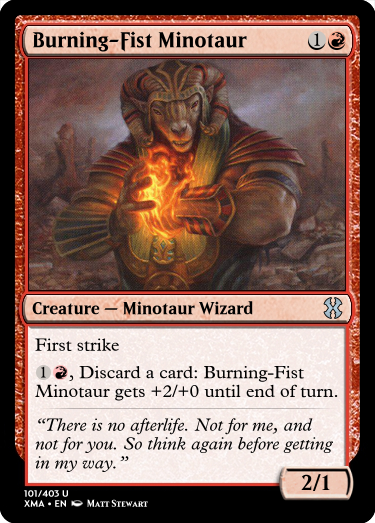 Burning-Fist Minotaur 1
Creature — Minotaur Wizard
First strike
1, Discard a card: Burning-Fist
Minotaur gets +2/+0 until end of turn.
“There is no afterlife. Not for me, and
not for you. So think again before getting
in my way.”
2/1
101/403 U
XMA • EN Matt Stewart